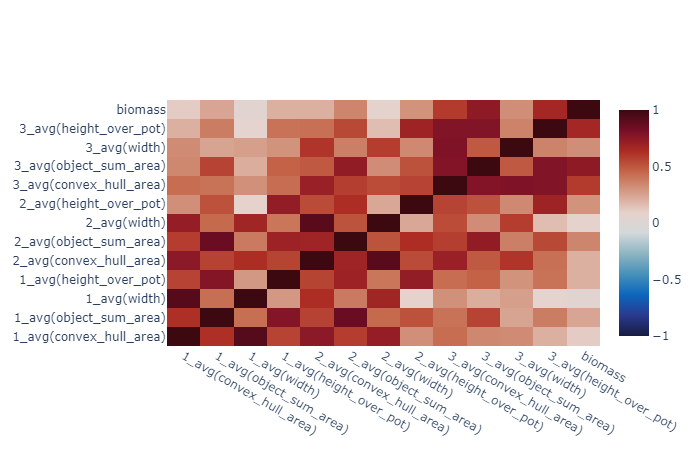 biomass
3_avg(height_over_pot)
3_avg(width)
3_avg(object_sum_area)
3_avg(convex_hull_area)
2_avg(height_over_pot)
2_avg(width)
2_avg(object_sum_area)
2_avg(convex_hull_area)
1_avg(height_over_pot)
1_avg(width)
1_avg(object_sum_area)
1_avg(convex_hull_area)
1_avg(convex_hull_area)
1_avg(object_sum_area)
1_avg(width)
1_avg(height_over_pot)
2_avg(convex_hull_area)
2_avg(object_sum_area)
2_avg(width)
2_avg(height_over_pot)
3_avg(convex_hull_area)
3_avg(object_sum_area)
3_avg(width)
3_avg(height_over_pot)
biomass
1
0.5
0
−0.5
−1